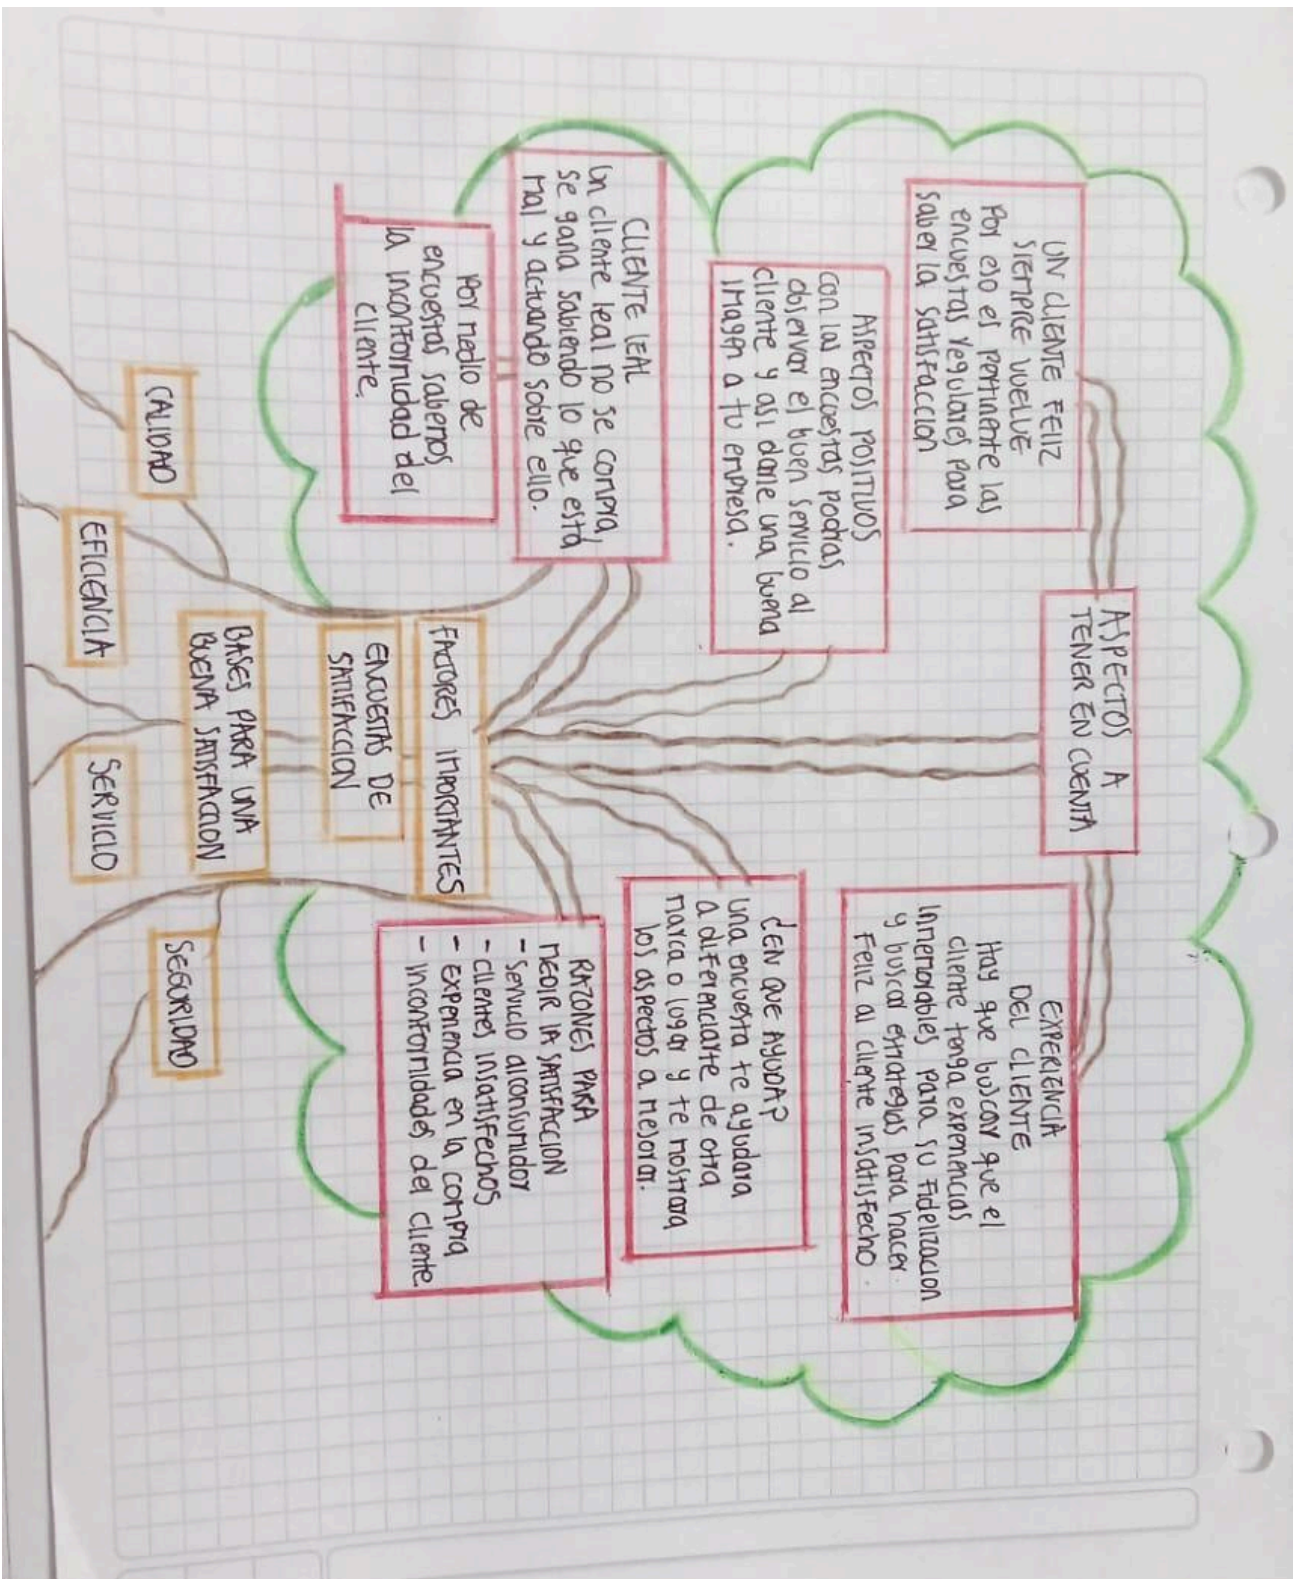 ASPECTOS A
TENER EN CUENTA
UN CLIENTE FELIZ
SIEMPRE VUELVE
Por eso es pertinente las
encuestas regulares para
saber la satisfaccion
EXPERIENCIA
DEL CLIENTE
Hay que buscar que el
cliente tenga experiencias
inmemorables para su fidelizacion
y buscar estrategias para hacer
Feliz al cliente insatisfecho.
ASPECTOS POSITIVOS
con las encuestas podras
observar el buen servicio al
cliente y asi darle una buena
imagen a tu empresa.
¿EN QUE AYUDA?
una encuesta te ayudara
a diferenciarte de otra
marca o lugar y te mostrara
los aspectos a mejorar.
CLIENTE LEAL
Un cliente leal no se compra,
se gana sabiendo lo que está
mal y actuando sobre ello.
Por medio de
encuestas sabemos
la inconformidad del
cliente.
RAZONES PARA
MEDIR LA SATISFACCION
- servicio al consumidor
- clientes insatisfechos
- experiencia en la compra
- inconformidades del cliente.
FACTORES IMPORTANTES
ENCUESTAS DE
SATIFACCION
BASES PARA UNA
BUENA SATISFACCION
CALIDAD
EFICIENCIA
SERVICIO
SEGURIDAD